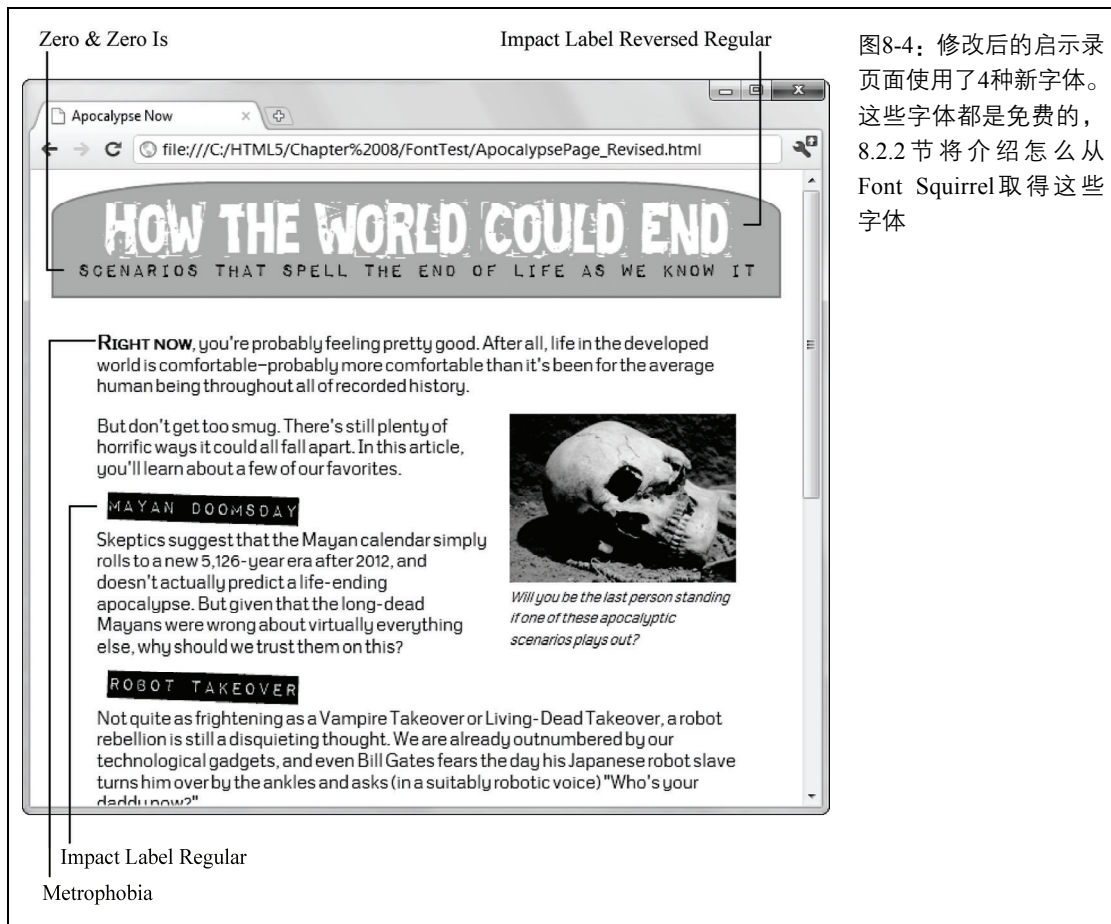 Zero & Zero Is
Impact Label Reversed Regular
Apocalypse Now
file:///C:/HTML5/Chapter%2008/FontTest/ApocalypsePage_Revised.html
HOW THE WORLD COULD END
SCENARIOS THAT SPELL THE END OF LIFE AS WE KNOW IT
RIGHT NOW, you're probably feeling pretty good. After all, life in the developed
world is comfortable–probably more comfortable than it's been for the average
human being throughout all of recorded history.
But don't get too smug. There's still plenty of
horrific ways it could all fall apart. In this article,
you'll learn about a few of our favorites.
MAYAN DOOMSDAY
Skeptics suggest that the Mayan calendar simply
rolls to a new 5,126-year era after 2012, and
doesn't actually predict a life-ending
apocalypse. But given that the long-dead
Mayans were wrong about virtually everything
else, why should we trust them on this?
Will you be the last person standing
if one of these apocalyptic
scenarios plays out?
ROBOT TAKEOVER
Not quite as frightening as a Vampire Takeover or Living-Dead Takeover, a robot
rebellion is still a disquieting thought. We are already outnumbered by our
technological gadgets, and even Bill Gates fears the day his Japanese robot slave
turns him over by the ankles and asks (in a suitably robotic voice) "Who's your
daddy now?"
Impact Label Regular
Metrophobia
图8-4：修改后的启示录
页面使用了4种新字体。
这些字体都是免费的，
8.2.2节将介绍怎么从
Font Squirrel取得这些
字体